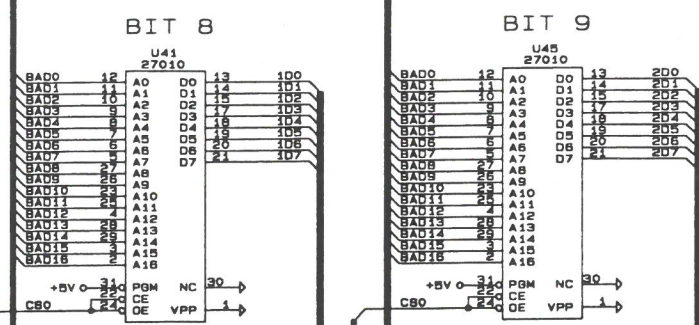 BIT 8
U41
27010
BAD0 12 A0 D0 13 1D0
BAD1 11 A1 D1 14 1D1
BAD2 10 A2 D2 15 1D2
BAD3 9 A3 D3 17 1D3
BAD4 8 A4 D4 18 1D4
BAD5 7 A5 D5 19 1D5
BAD6 6 A6 D6 20 1D6
BAD7 5 A7 D7 21 1D7
BAD8 27 A8
BAD9 26 A9
BAD10 23 A10
BAD11 25 A11
BAD12 4 A12
BAD13 28 A13
BAD14 29 A14
BAD15 3 A15
BAD16 2 A16
+5V 31 PGM NC 30
22 CE
CS0 24 OE VPP 1
BIT 9
U45
27010
BAD0 12 A0 D0 13 2D0
BAD1 11 A1 D1 14 2D1
BAD2 10 A2 D2 15 2D2
BAD3 9 A3 D3 17 2D3
BAD4 8 A4 D4 18 2D4
BAD5 7 A5 D5 19 2D5
BAD6 6 A6 D6 20 2D6
BAD7 5 A7 D7 21 2D7
BAD8 27 A8
BAD9 26 A9
BAD10 23 A10
BAD11 25 A11
BAD12 4 A12
BAD13 28 A13
BAD14 29 A14
BAD15 3 A15
BAD16 2 A16
+5V 31 PGM NC 30
22 CE
CS0 24 OE VPP 1